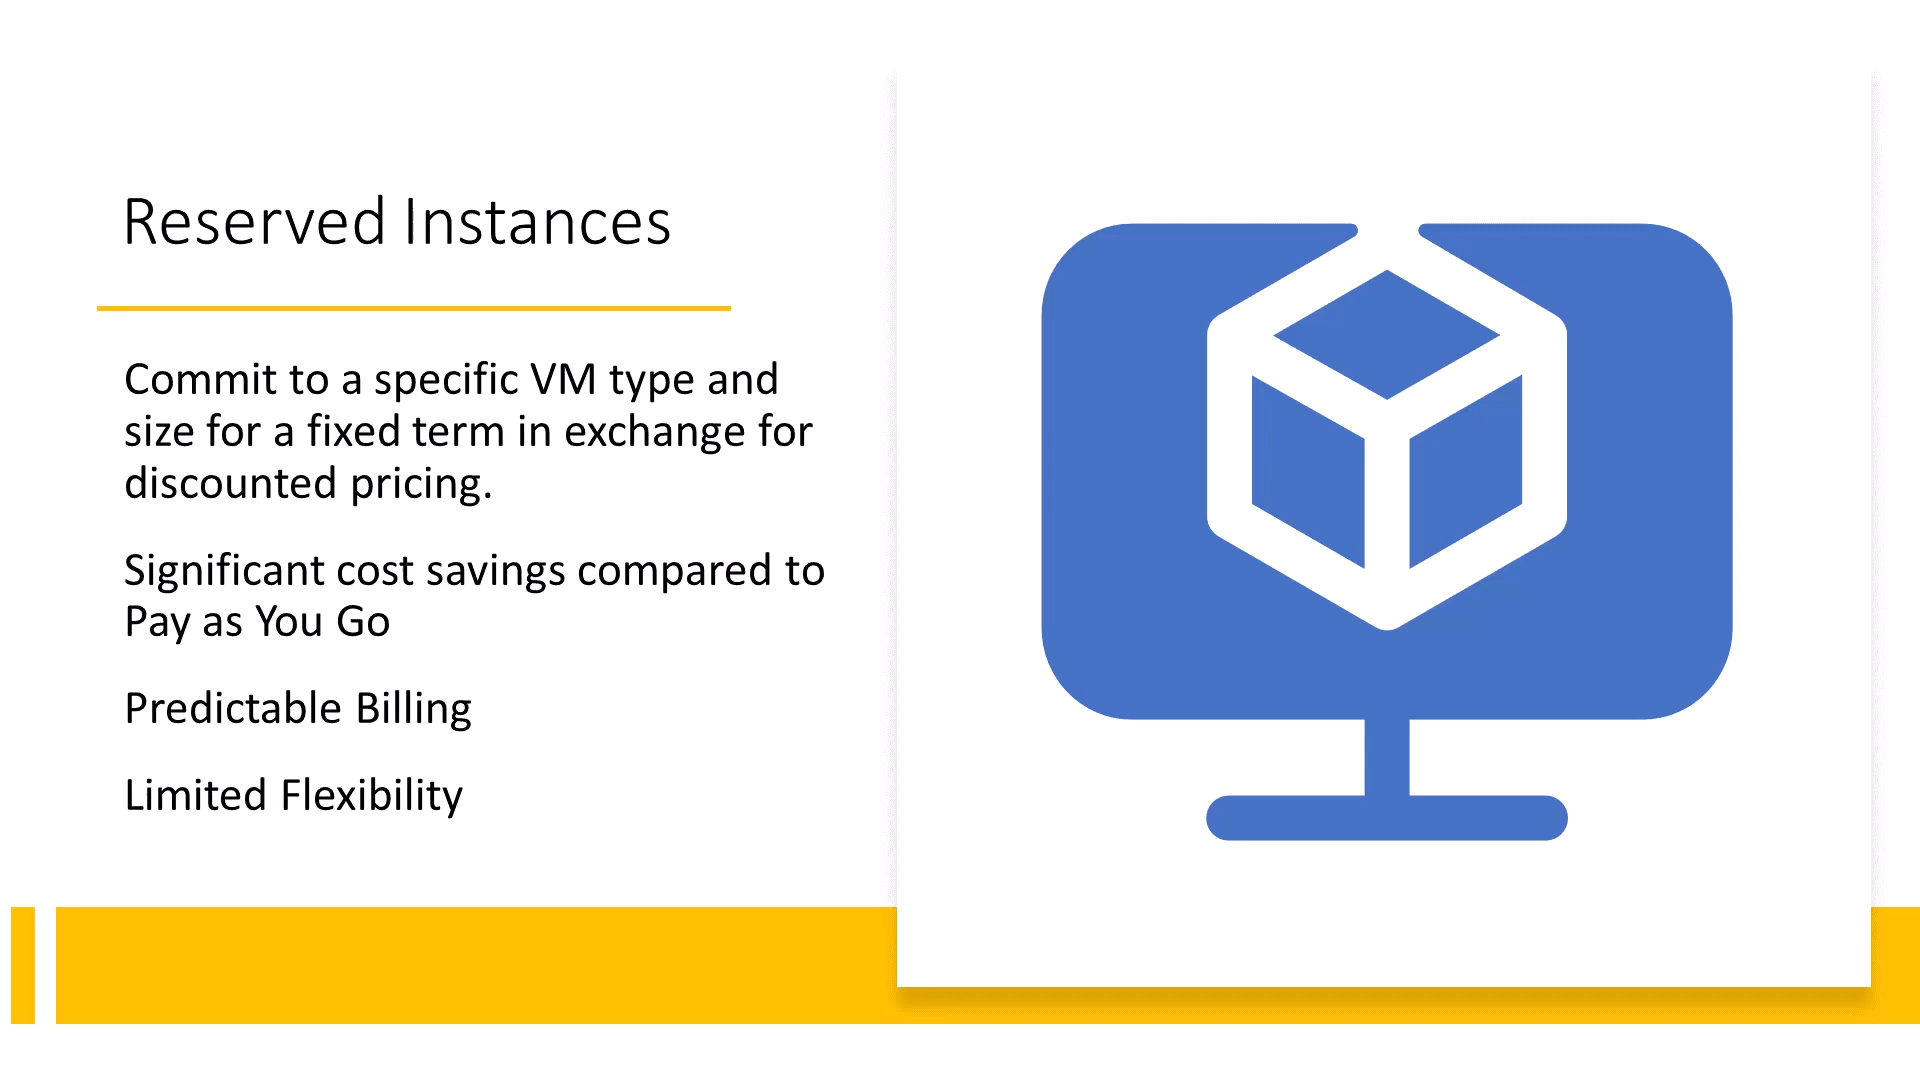 Reserved Instances
Commit to a specific VM type and
size for a fixed term in exchange for
discounted pricing.
Significant cost savings compared to
Pay as You Go
Predictable Billing
Limited Flexibility